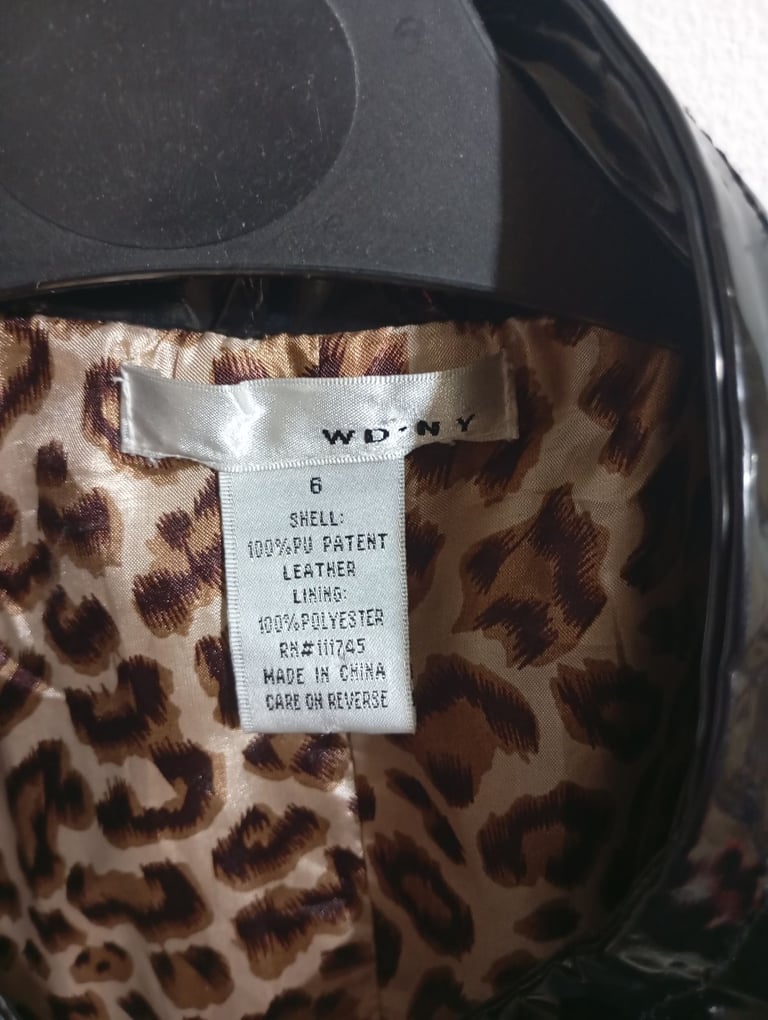 WD·NY
6
SHELL:
100%PU PATENT
LEATHER
LINING:
100%POLYESTER
RN#111745
MADE IN CHINA
CARE ON REVERSE